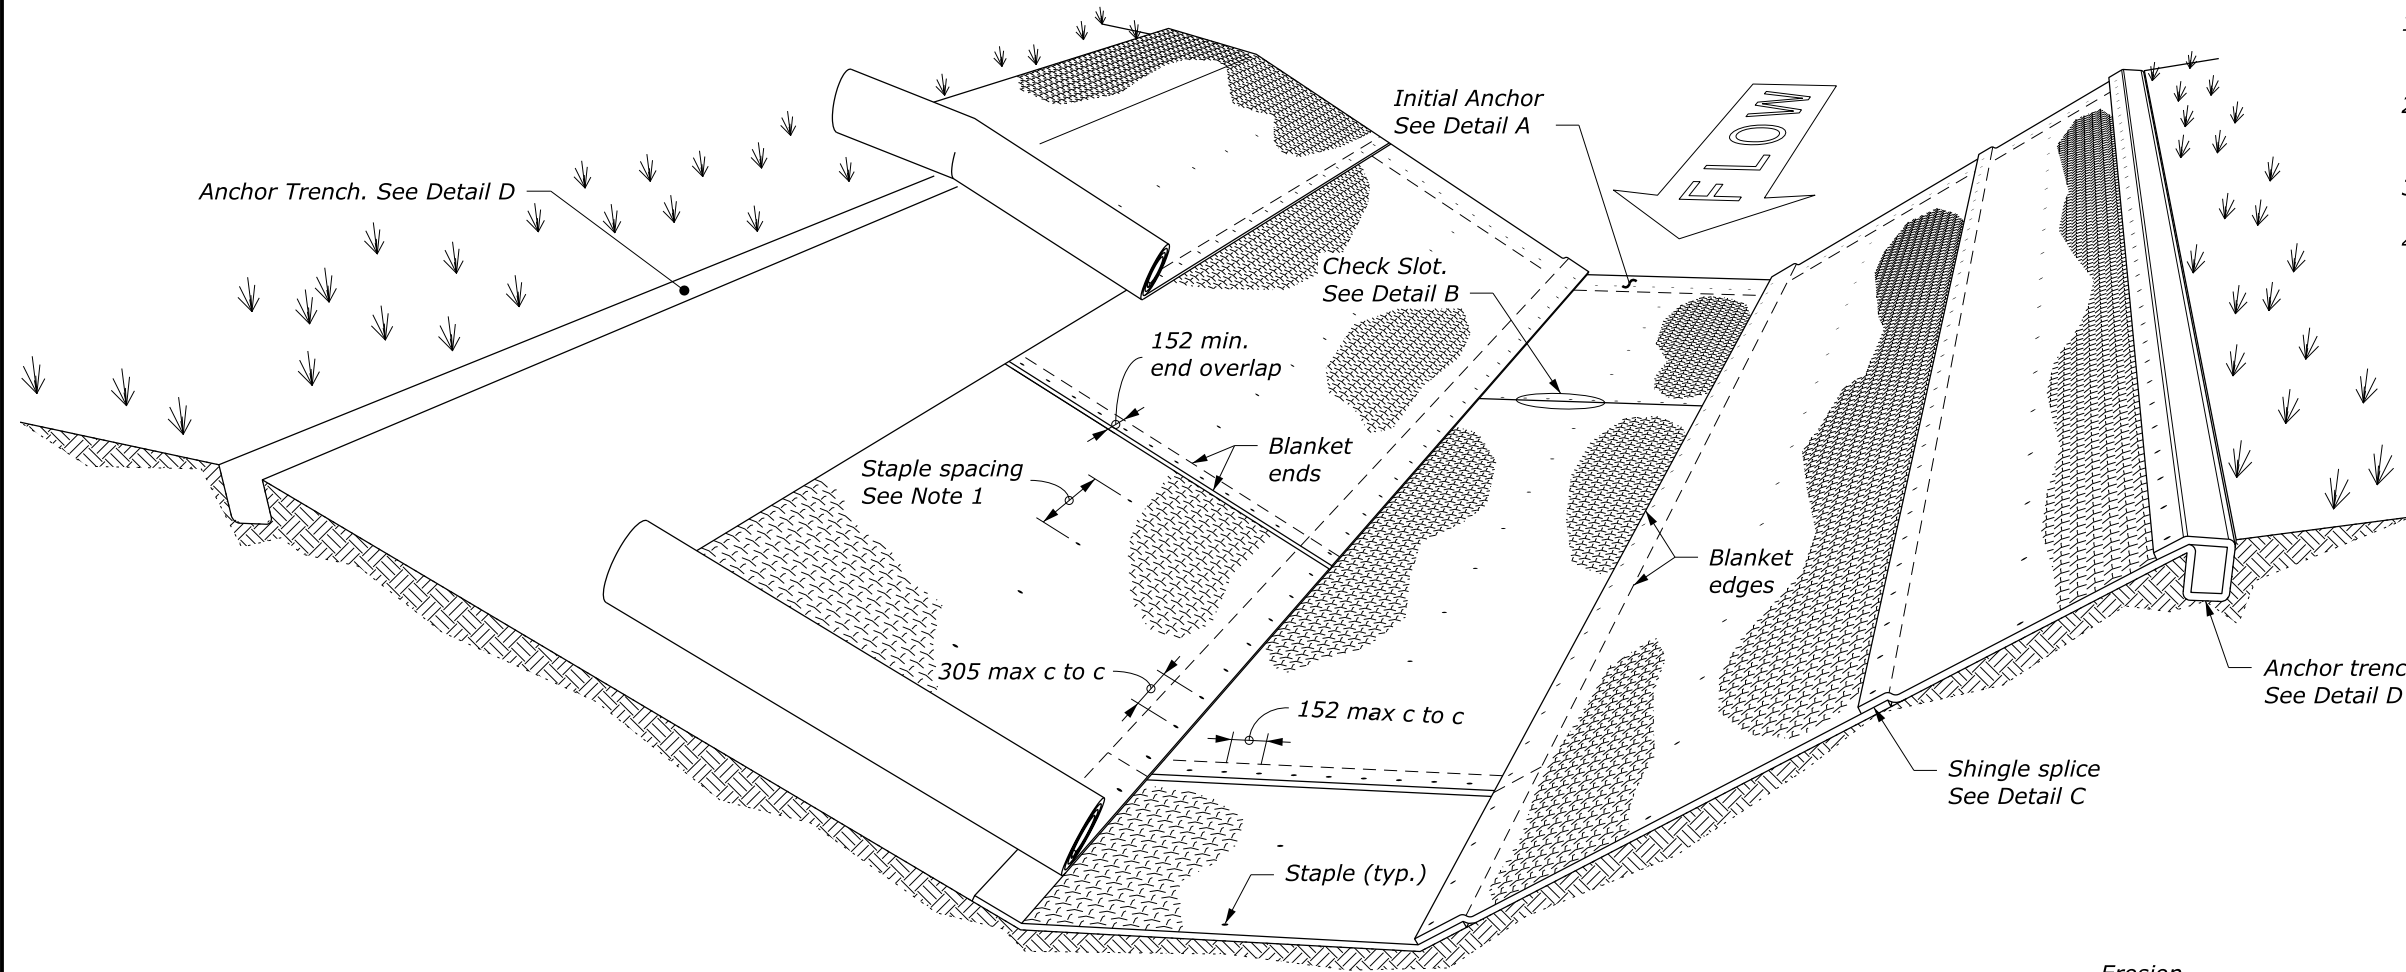 Initial Anchor
See Detail A
FLOW
Anchor Trench. See Detail D
Check Slot.
See Detail B
152 min.
end overlap
Blanket
ends
Staple spacing
See Note 1
Blanket
edges
305 max c to c
152 max c to c
Anchor trenc
See Detail D
Shingle splice
See Detail C
Staple (typ.)